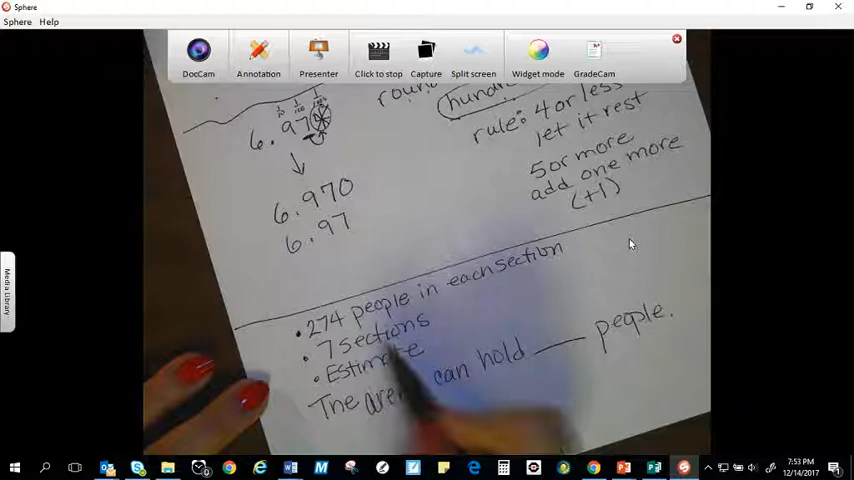 Sphere
Sphere Help
DocCam
Annotation
Presenter
Click to stop
Capture
Split screen
Widget mode
GradeCam
Media Library
round
rule: 4 or less
let it rest
5 or more
add one more
(+1)
6.97
6.970
6.97
• 274 people in each section
• 7 sections
• Estimate
The can hold ___ people.
7:53 PM
12/14/2017